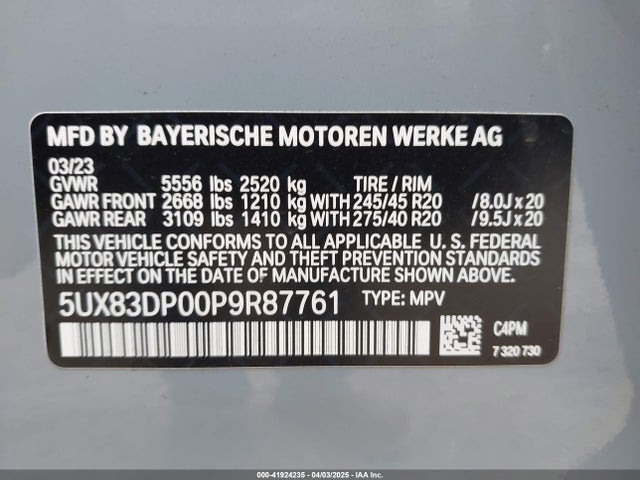 MFD BY BAYERISCHE MOTOREN WERKE AG
03/23
GVWR 5556 lbs 2520 kg TIRE / RIM
GAWR FRONT 2668 lbs 1210 kg WITH 245/45 R20 /8.0J x 20
GAWR REAR 3109 lbs 1410 kg WITH 275/40 R20 /9.5J x 20
THIS VEHICLE CONFORMS TO ALL APPLICABLE U. S. FEDERAL
MOTOR VEHICLE SAFETY AND THEFT PREVENTION STANDARDS
IN EFFECT ON THE DATE OF MANUFACTURE SHOWN ABOVE.
5UX83DP00P9R87761 TYPE: MPV
C4PM
7 320 730
000-41924235 - 04/03/2025 - IAA Inc.